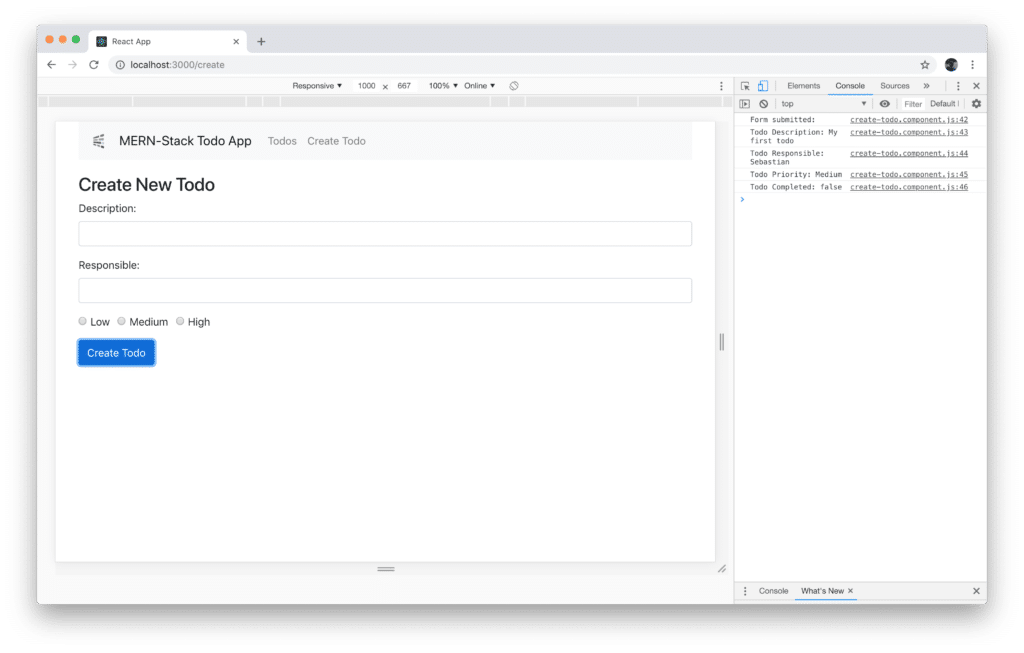 React App
localhost:3000/create
Responsive 1000 × 667 100% Online
Elements Console Sources »
top Filter Default
MERN-Stack Todo App Todos Create Todo
Create New Todo
Description:
Responsible:
Low Medium High
Create Todo
Form submitted: create-todo.component.js:42
Todo Description: My create-todo.component.js:43
first todo
Todo Responsible: create-todo.component.js:44
Sebastian
Todo Priority: Medium create-todo.component.js:45
Todo Completed: false create-todo.component.js:46
Console What's New